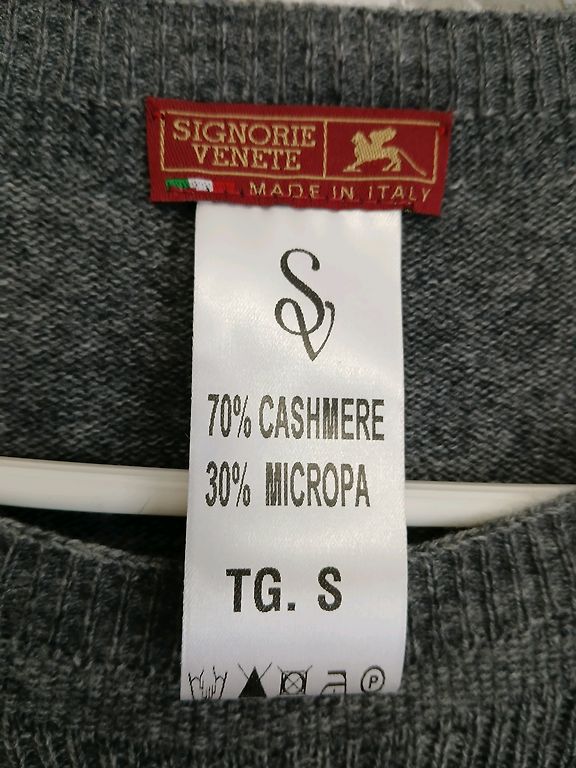 SIGNORIE
VENETE
MADE IN ITALY
SV
70% CASHMERE
30% MICROPA
TG. S
P